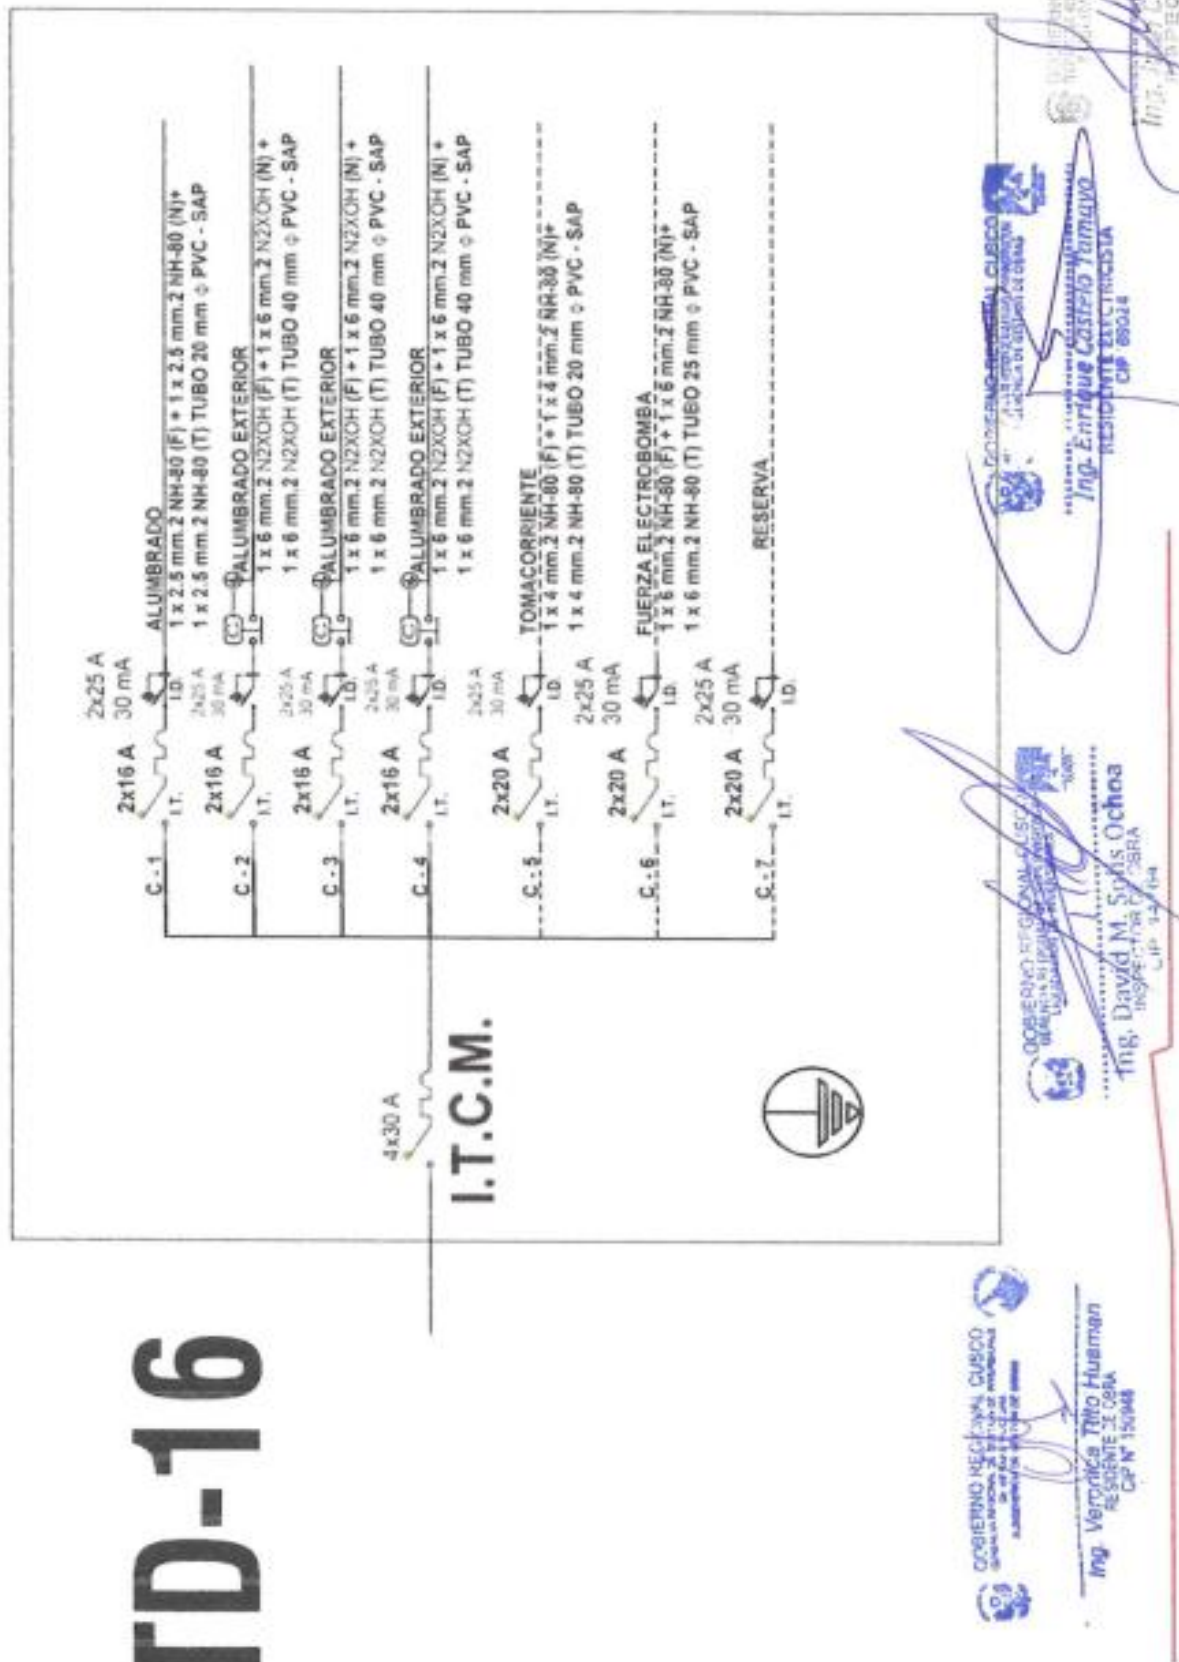 TD-16
I.T.C.M.
4x30 A
C - 1
2x16 A
I.T.
2x25 A
30 mA
I.D.
ALUMBRADO
1 x 2.5 mm.2 NH-80 (F) + 1 x 2.5 mm.2 NH-80 (N)+
1 x 2.5 mm.2 NH-80 (T) TUBO 20 mm ϕ PVC - SAP
C - 2
2x16 A
I.T.
2x25 A
30 mA
C
ALUMBRADO EXTERIOR
1 x 6 mm.2 N2XOH (F) + 1 x 6 mm.2 N2XOH (N) +
1 x 6 mm.2 N2XOH (T) TUBO 40 mm ϕ PVC - SAP
C - 3
2x16 A
I.T.
2x25 A
30 mA
I.D.
C
ALUMBRADO EXTERIOR
1 x 6 mm.2 N2XOH (F) + 1 x 6 mm.2 N2XOH (N) +
1 x 6 mm.2 N2XOH (T) TUBO 40 mm ϕ PVC - SAP
C - 4
2x16 A
I.T.
2x25 A
30 mA
I.D.
C
ALUMBRADO EXTERIOR
1 x 6 mm.2 N2XOH (F) + 1 x 6 mm.2 N2XOH (N) +
1 x 6 mm.2 N2XOH (T) TUBO 40 mm ϕ PVC - SAP
C - 5
2x20 A
I.T.
2x25 A
30 mA
I.D.
TOMACORRIENTE
1 x 4 mm.2 NH-80 (F) + 1 x 4 mm.2 NH-80 (N)+
1 x 4 mm.2 NH-80 (T) TUBO 20 mm ϕ PVC - SAP
C - 6
2x20 A
I.T.
2x25 A
30 mA
I.D.
FUERZA ELECTROBOMBA
1 x 6 mm.2 NH-80 (F) + 1 x 6 mm.2 NH-80 (N)+
1 x 6 mm.2 NH-80 (T) TUBO 25 mm ϕ PVC - SAP
C - 7
2x20 A
I.T.
2x25 A
30 mA
I.D.
RESERVA
GOBIERNO REGIONAL CUSCO
Ing. Veronica Tito Huaman
RESIDENTE DE OBRA
CIP N° 150948
GOBIERNO REGIONAL CUSCO
Ing. David M. Solis Ochoa
INSPECTOR DE OBRA
CIP
GOBIERNO REGIONAL CUSCO
Ing. Enrique Castillo Tamayo
RESIDENTE ELECTRICISTA
CIP
Ing.